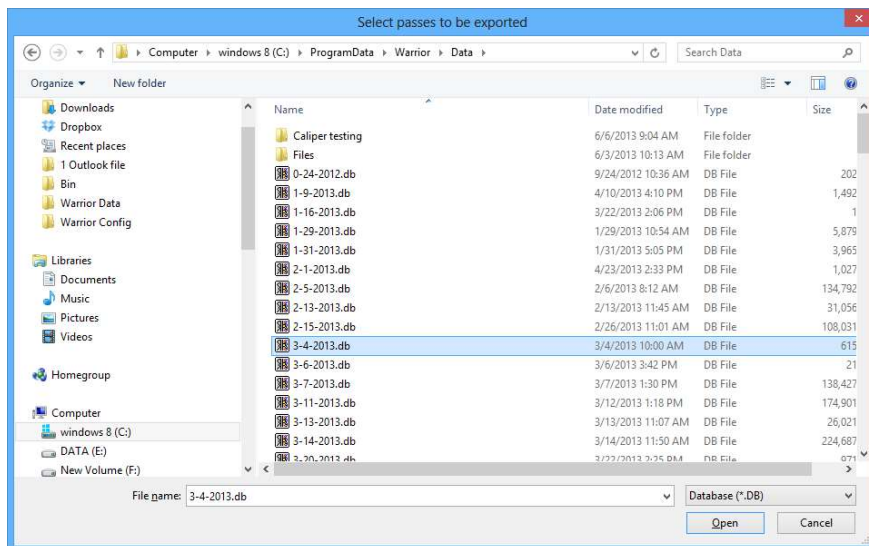 Select passes to be exported
Computer windows 8 (C:) ProgramData Warrior Data Search Data
Organize New folder
Downloads
Dropbox
Recent places
1 Outlook file
Bin
Warrior Data
Warrior Config
Libraries
Documents
Music
Pictures
Videos
Homegroup
Computer
windows 8 (C:)
DATA (E:)
New Volume (F:)
Name Date modified Type Size
Caliper testing 6/6/2013 9:04 AM File folder
Files 6/3/2013 10:13 AM File folder
0-24-2012.db 9/24/2012 10:36 AM DB File 202
1-9-2013.db 4/10/2013 4:10 PM DB File 1,492
1-16-2013.db 3/22/2013 2:06 PM DB File 1
1-29-2013.db 1/29/2013 10:54 AM DB File 5,879
1-31-2013.db 1/31/2013 5:05 PM DB File 3,965
2-1-2013.db 4/23/2013 2:33 PM DB File 1,027
2-5-2013.db 2/6/2013 8:12 AM DB File 134,792
2-13-2013.db 2/13/2013 11:45 AM DB File 31,056
2-15-2013.db 2/26/2013 11:01 AM DB File 108,031
3-4-2013.db 3/4/2013 10:00 AM DB File 615
3-6-2013.db 3/6/2013 3:42 PM DB File 21
3-7-2013.db 3/7/2013 1:30 PM DB File 138,427
3-11-2013.db 3/12/2013 1:18 PM DB File 174,901
3-13-2013.db 3/13/2013 11:07 AM DB File 26,021
3-14-2013.db 3/14/2013 11:50 AM DB File 224,687
3-20-2013.db 3/22/2013 2:25 PM DB File 971
File name: 3-4-2013.db Database (*.DB)
Open Cancel